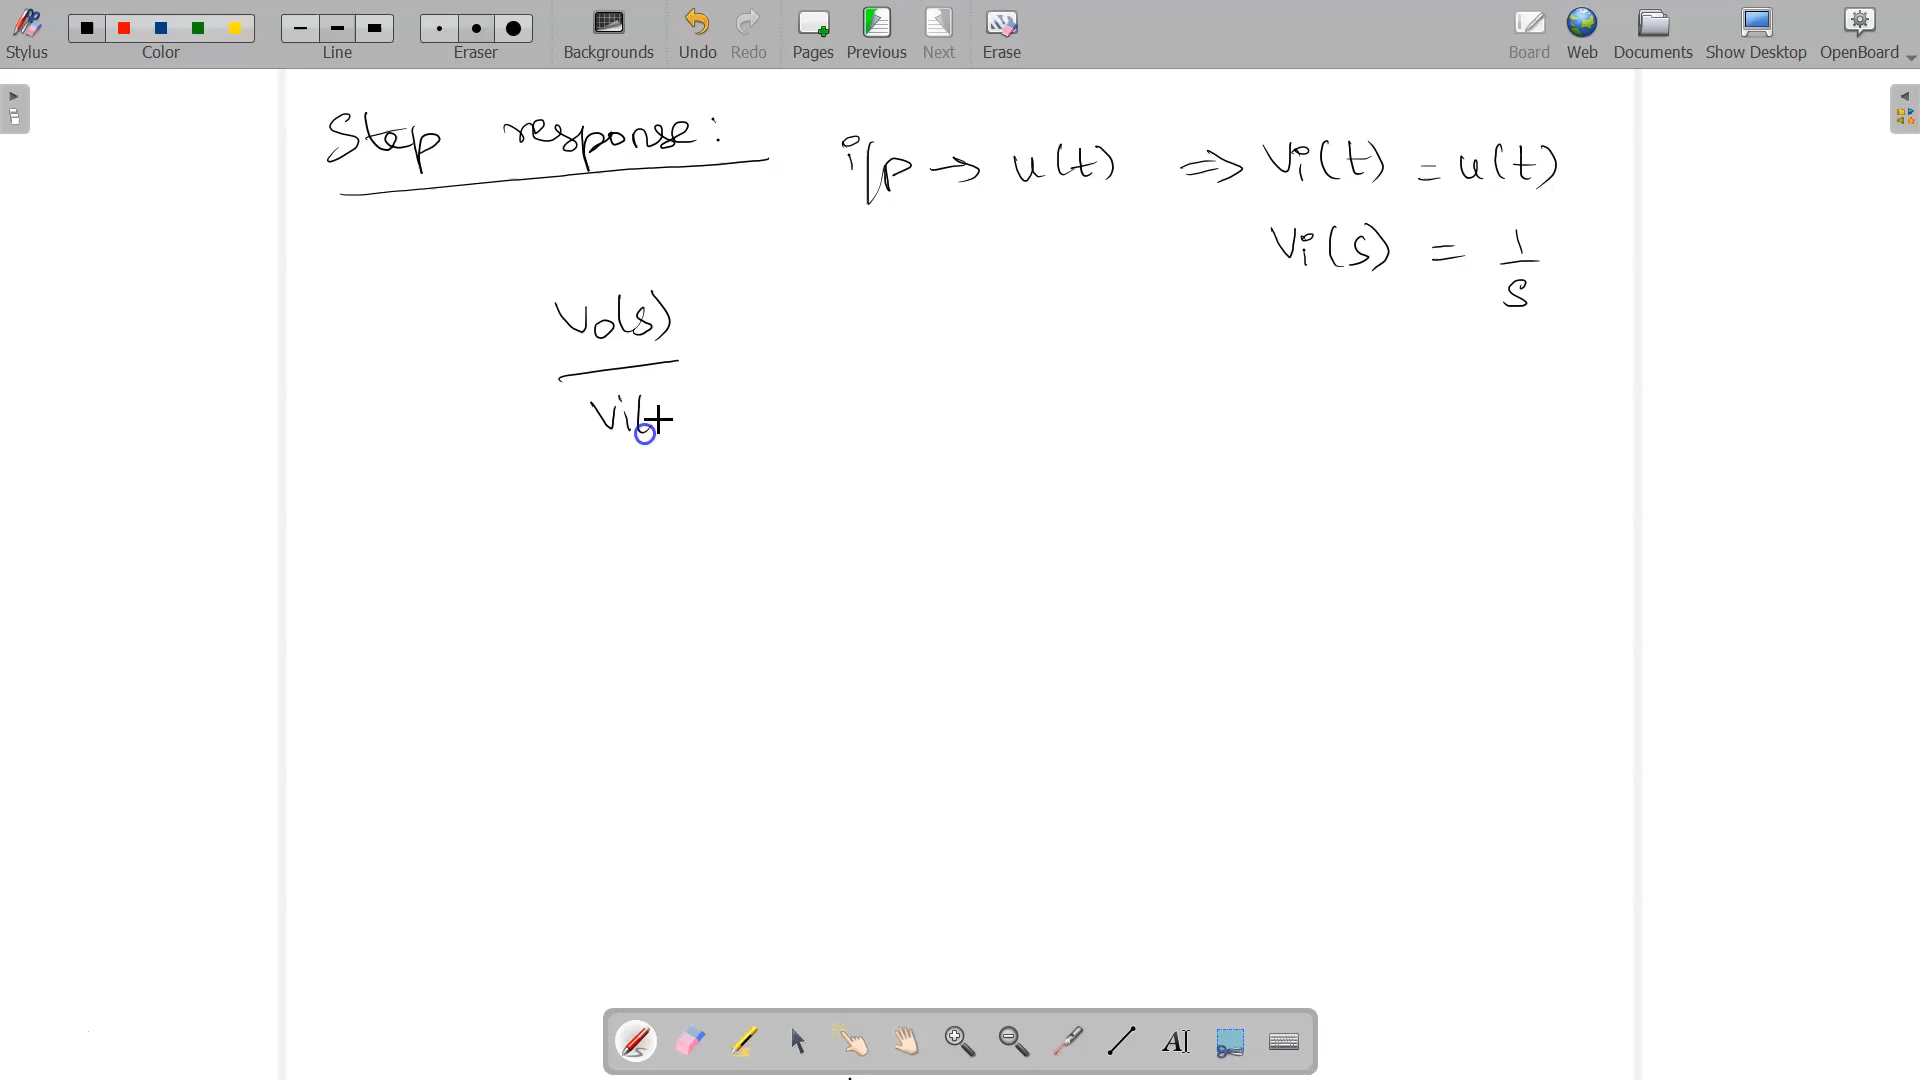 Stylus Color Line Eraser Backgrounds Undo Redo Pages Previous Next Erase Board Web Documents Show Desktop OpenBoard
Step response: i/p → u(t) ⇒ Vi(t) = u(t)
Vi(s) = 1/s
Vo(s)
Vi(
AI